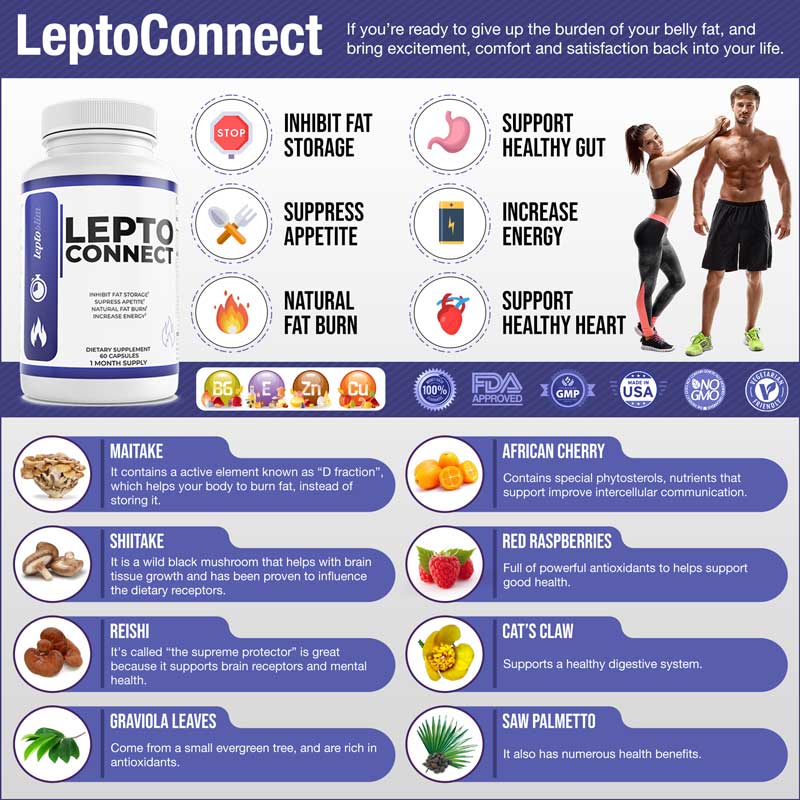 LeptoConnect
If you're ready to give up the burden of your belly fat, and
bring excitement, comfort and satisfaction back into your life.
STOP
INHIBIT FAT
STORAGE
SUPPORT
HEALTHY GUT
SUPPRESS
APPETITE
INCREASE
ENERGY
NATURAL
FAT BURN
SUPPORT
HEALTHY HEART
leptoslim
LEPTO
CONNECT
INHIBIT FAT STORAGE
SUPRESS APETITE
NATURAL FAT BURN
INCREASE ENERGY
DIETARY SUPPLEMENT
60 CAPSULES
1 MONTH SUPPLY
B6
E
Zn
Cu
100%
FDA
APPROVED
GMP
MADE IN
USA
NO
GMO
VEGETARIAN
FRIENDLY
MAITAKE
It contains a active element known as "D fraction",
which helps your body to burn fat, instead of
storing it.
AFRICAN CHERRY
Contains special phytosterols, nutrients that
support improve intercellular communication.
SHIITAKE
It is a wild black mushroom that helps with brain
tissue growth and has been proven to influence
the dietary receptors.
RED RASPBERRIES
Full of powerful antioxidants to helps support
good health.
REISHI
It's called "the supreme protector" is great
because it supports brain receptors and mental
health.
CAT'S CLAW
Supports a healthy digestive system.
GRAVIOLA LEAVES
Come from a small evergreen tree, and are rich in
antioxidants.
SAW PALMETTO
It also has numerous health benefits.